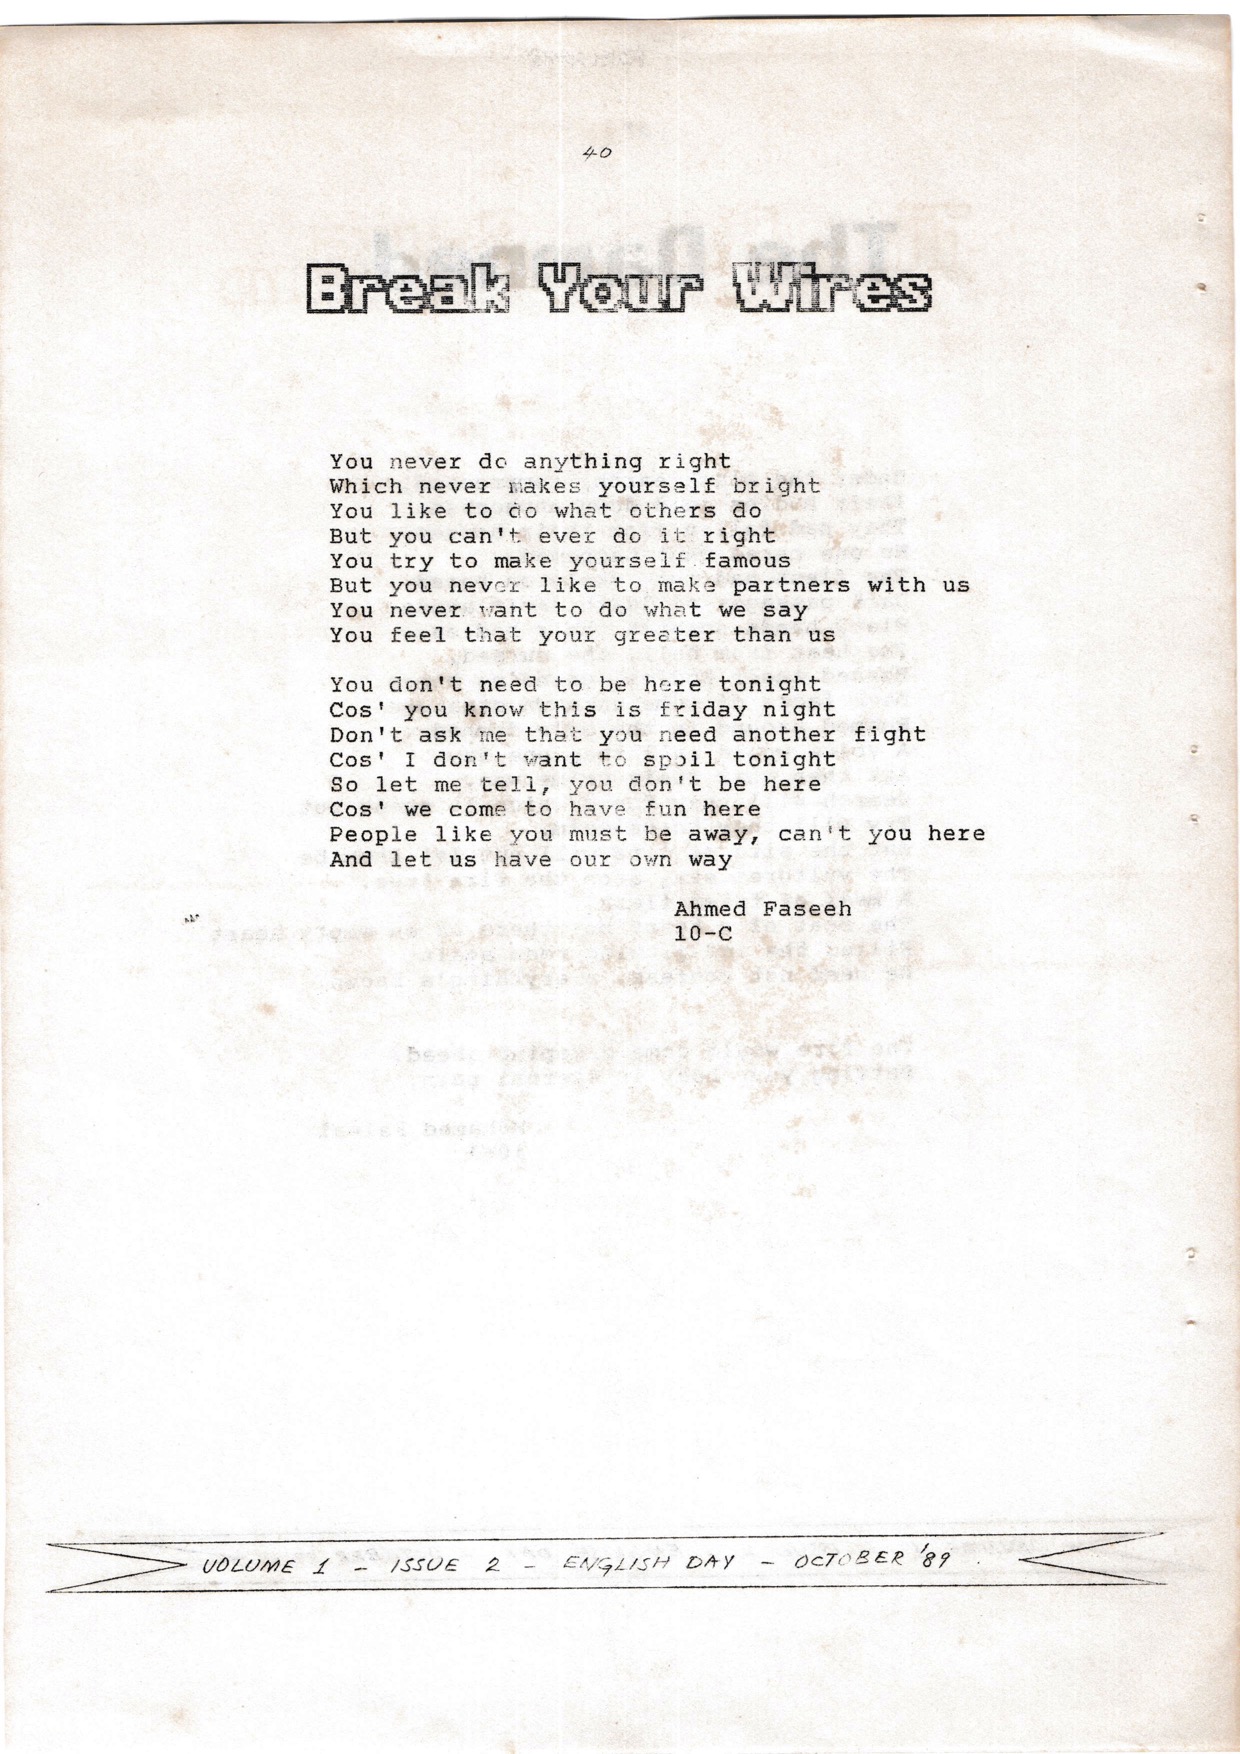 40
Break Your Wires
You never do anything right
Which never makes yourself bright
You like to do what others do
But you can't ever do it right
You try to make yourself famous
But you never like to make partners with us
You never want to do what we say
You feel that your greater than us
You don't need to be here tonight
Cos' you know this is friday night
Don't ask me that you need another fight
Cos' I don't want to spoil tonight
So let me tell, you don't be here
Cos' we come to have fun here
People like you must be away, can't you here
And let us have our own way
Ahmed Faseeh
10-C
VOLUME 1 - ISSUE 2 - ENGLISH DAY - OCTOBER '89 .